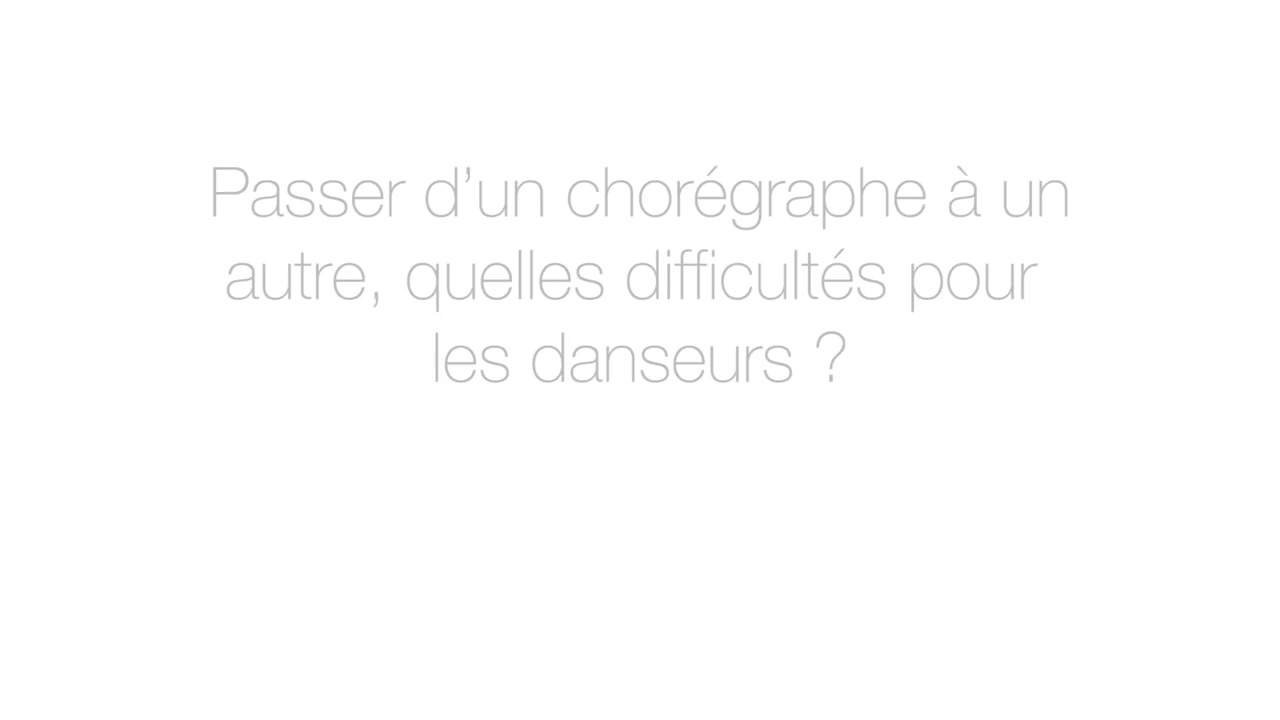 Passer d’un chorégraphe à un
autre, quelles difficultés pour
les danseurs ?